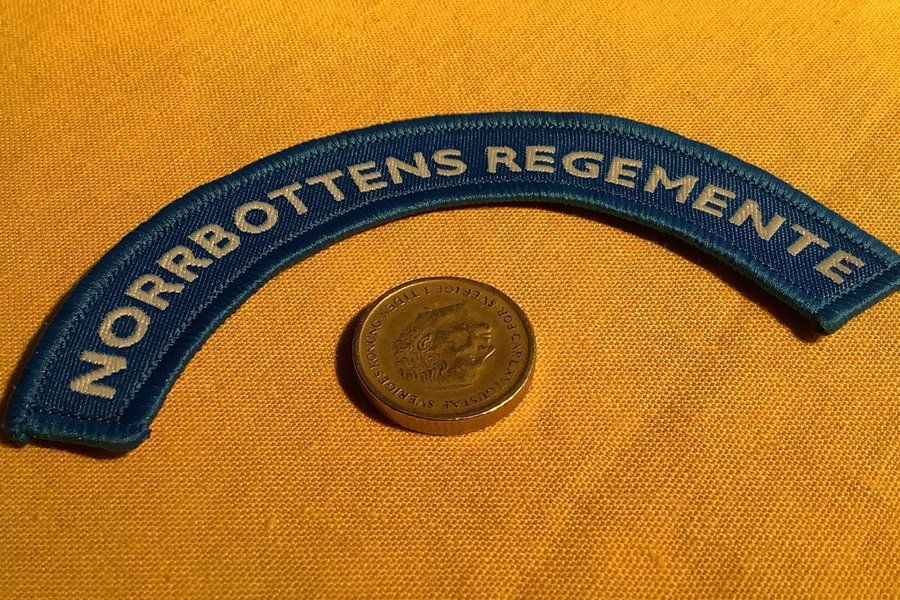 NORRBOTTENS REGEMENTE
CARL XVI GUSTAF SVERIGES KONUNG
FÖR SVERIGE I TIDEN